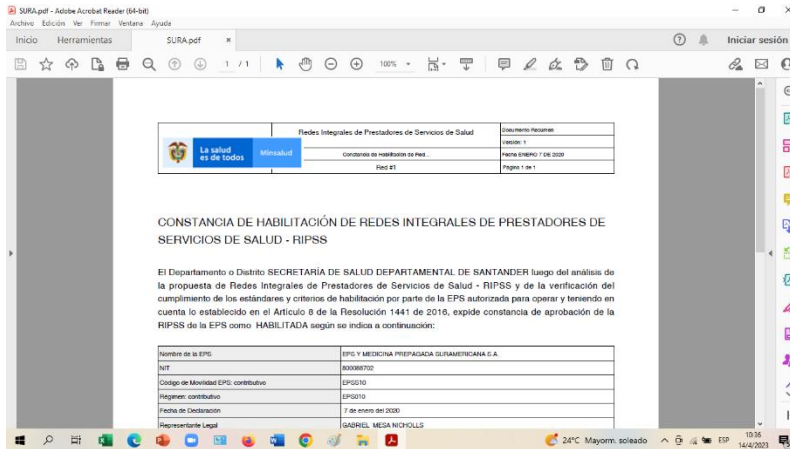 SURA.pdf - Adobe Acrobat Reader (64-bit)
Archivo Edición Ver Firmar Ventana Ayuda
Inicio Herramientas SURA.pdf × Iniciar sesión
1 / 1 100%
La salud
es de todos
Minsalud
Redes Integrales de Prestadores de Servicios de Salud
Constancia de Habilitación de Red...
Red #1
Documento Resumen
Versión: 1
Fecha ENERO 7 DE 2020
Página 1 de 1
CONSTANCIA DE HABILITACIÓN DE REDES INTEGRALES DE PRESTADORES DE
SERVICIOS DE SALUD - RIPSS
El Departamento o Distrito SECRETARÍA DE SALUD DEPARTAMENTAL DE SANTANDER luego del análisis de
la propuesta de Redes Integrales de Prestadores de Servicios de Salud - RIPSS y de la verificación del
cumplimiento de los estándares y criterios de habilitación por parte de la EPS autorizada para operar y teniendo en
cuenta lo establecido en el Artículo 8 de la Resolución 1441 de 2016, expide constancia de aprobación de la
RIPSS de la EPS como HABILITADA según se indica a continuación:
Nombre de la EPS EPS Y MEDICINA PREPAGADA SURAMERICANA S.A.
NIT 800088702
Código de Movilidad EPS: contributivo EPSS10
Régimen: contributivo EPS010
Fecha de Declaración 7 de enero del 2020
Representante Legal GABRIEL MESA NICHOLLS
24°C Mayorm. soleado ESP 10:36
14/4/2023